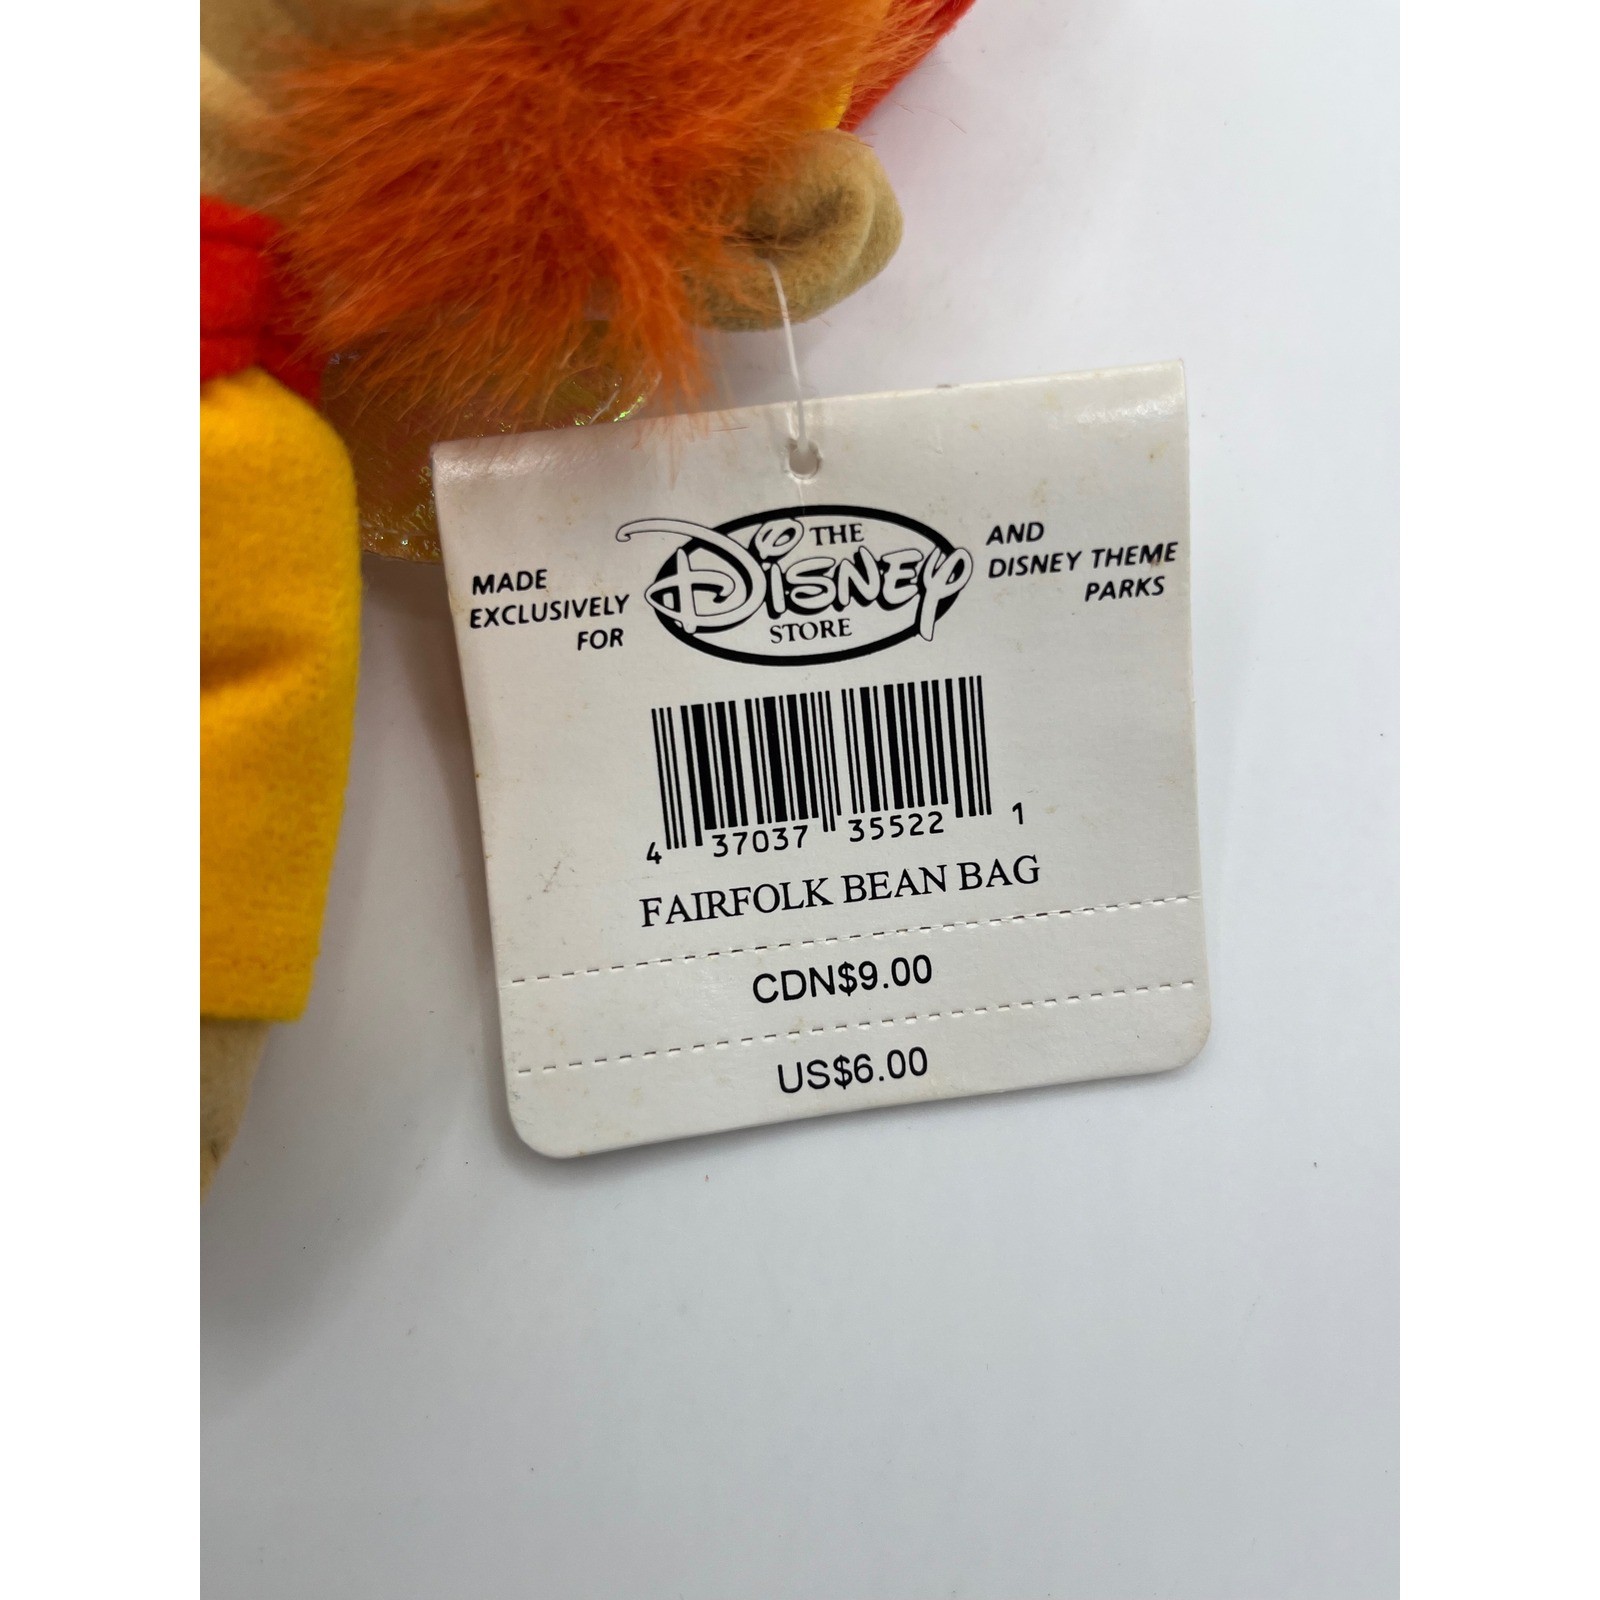 MADE
EXCLUSIVELY
FOR
THE
DISNEY
STORE
AND
DISNEY THEME
PARKS
4 37037 35522 1
FAIRFOLK BEAN BAG
CDN$9.00
US$6.00